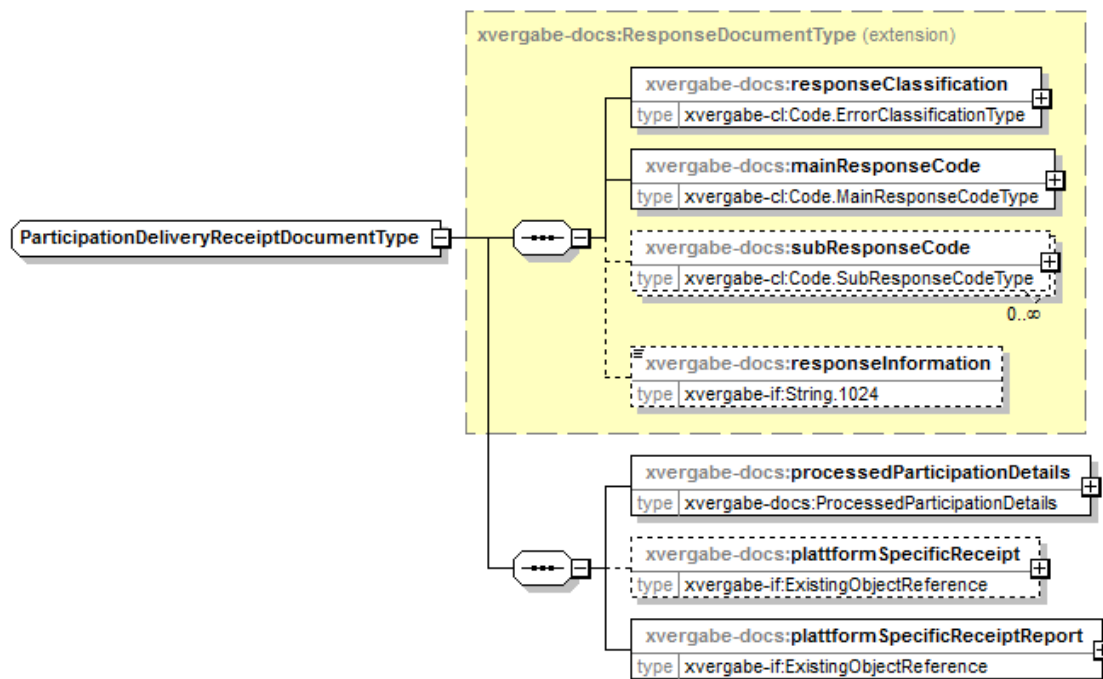 xvergabe-docs:ResponseDocumentType (extension)
xvergabe-docs:responseClassification
type xvergabe-cl:Code.ErrorClassificationType
xvergabe-docs:mainResponseCode
type xvergabe-cl:Code.MainResponseCodeType
ParticipationDeliveryReceiptDocumentType
xvergabe-docs:subResponseCode
type xvergabe-cl:Code.SubResponseCodeType
0..∞
xvergabe-docs:responseInformation
type xvergabe-if:String.1024
xvergabe-docs:processedParticipationDetails
type xvergabe-docs:ProcessedParticipationDetails
xvergabe-docs:plattformSpecificReceipt
type xvergabe-if:ExistingObjectReference
xvergabe-docs:plattformSpecificReceiptReport
type xvergabe-if:ExistingObjectReference